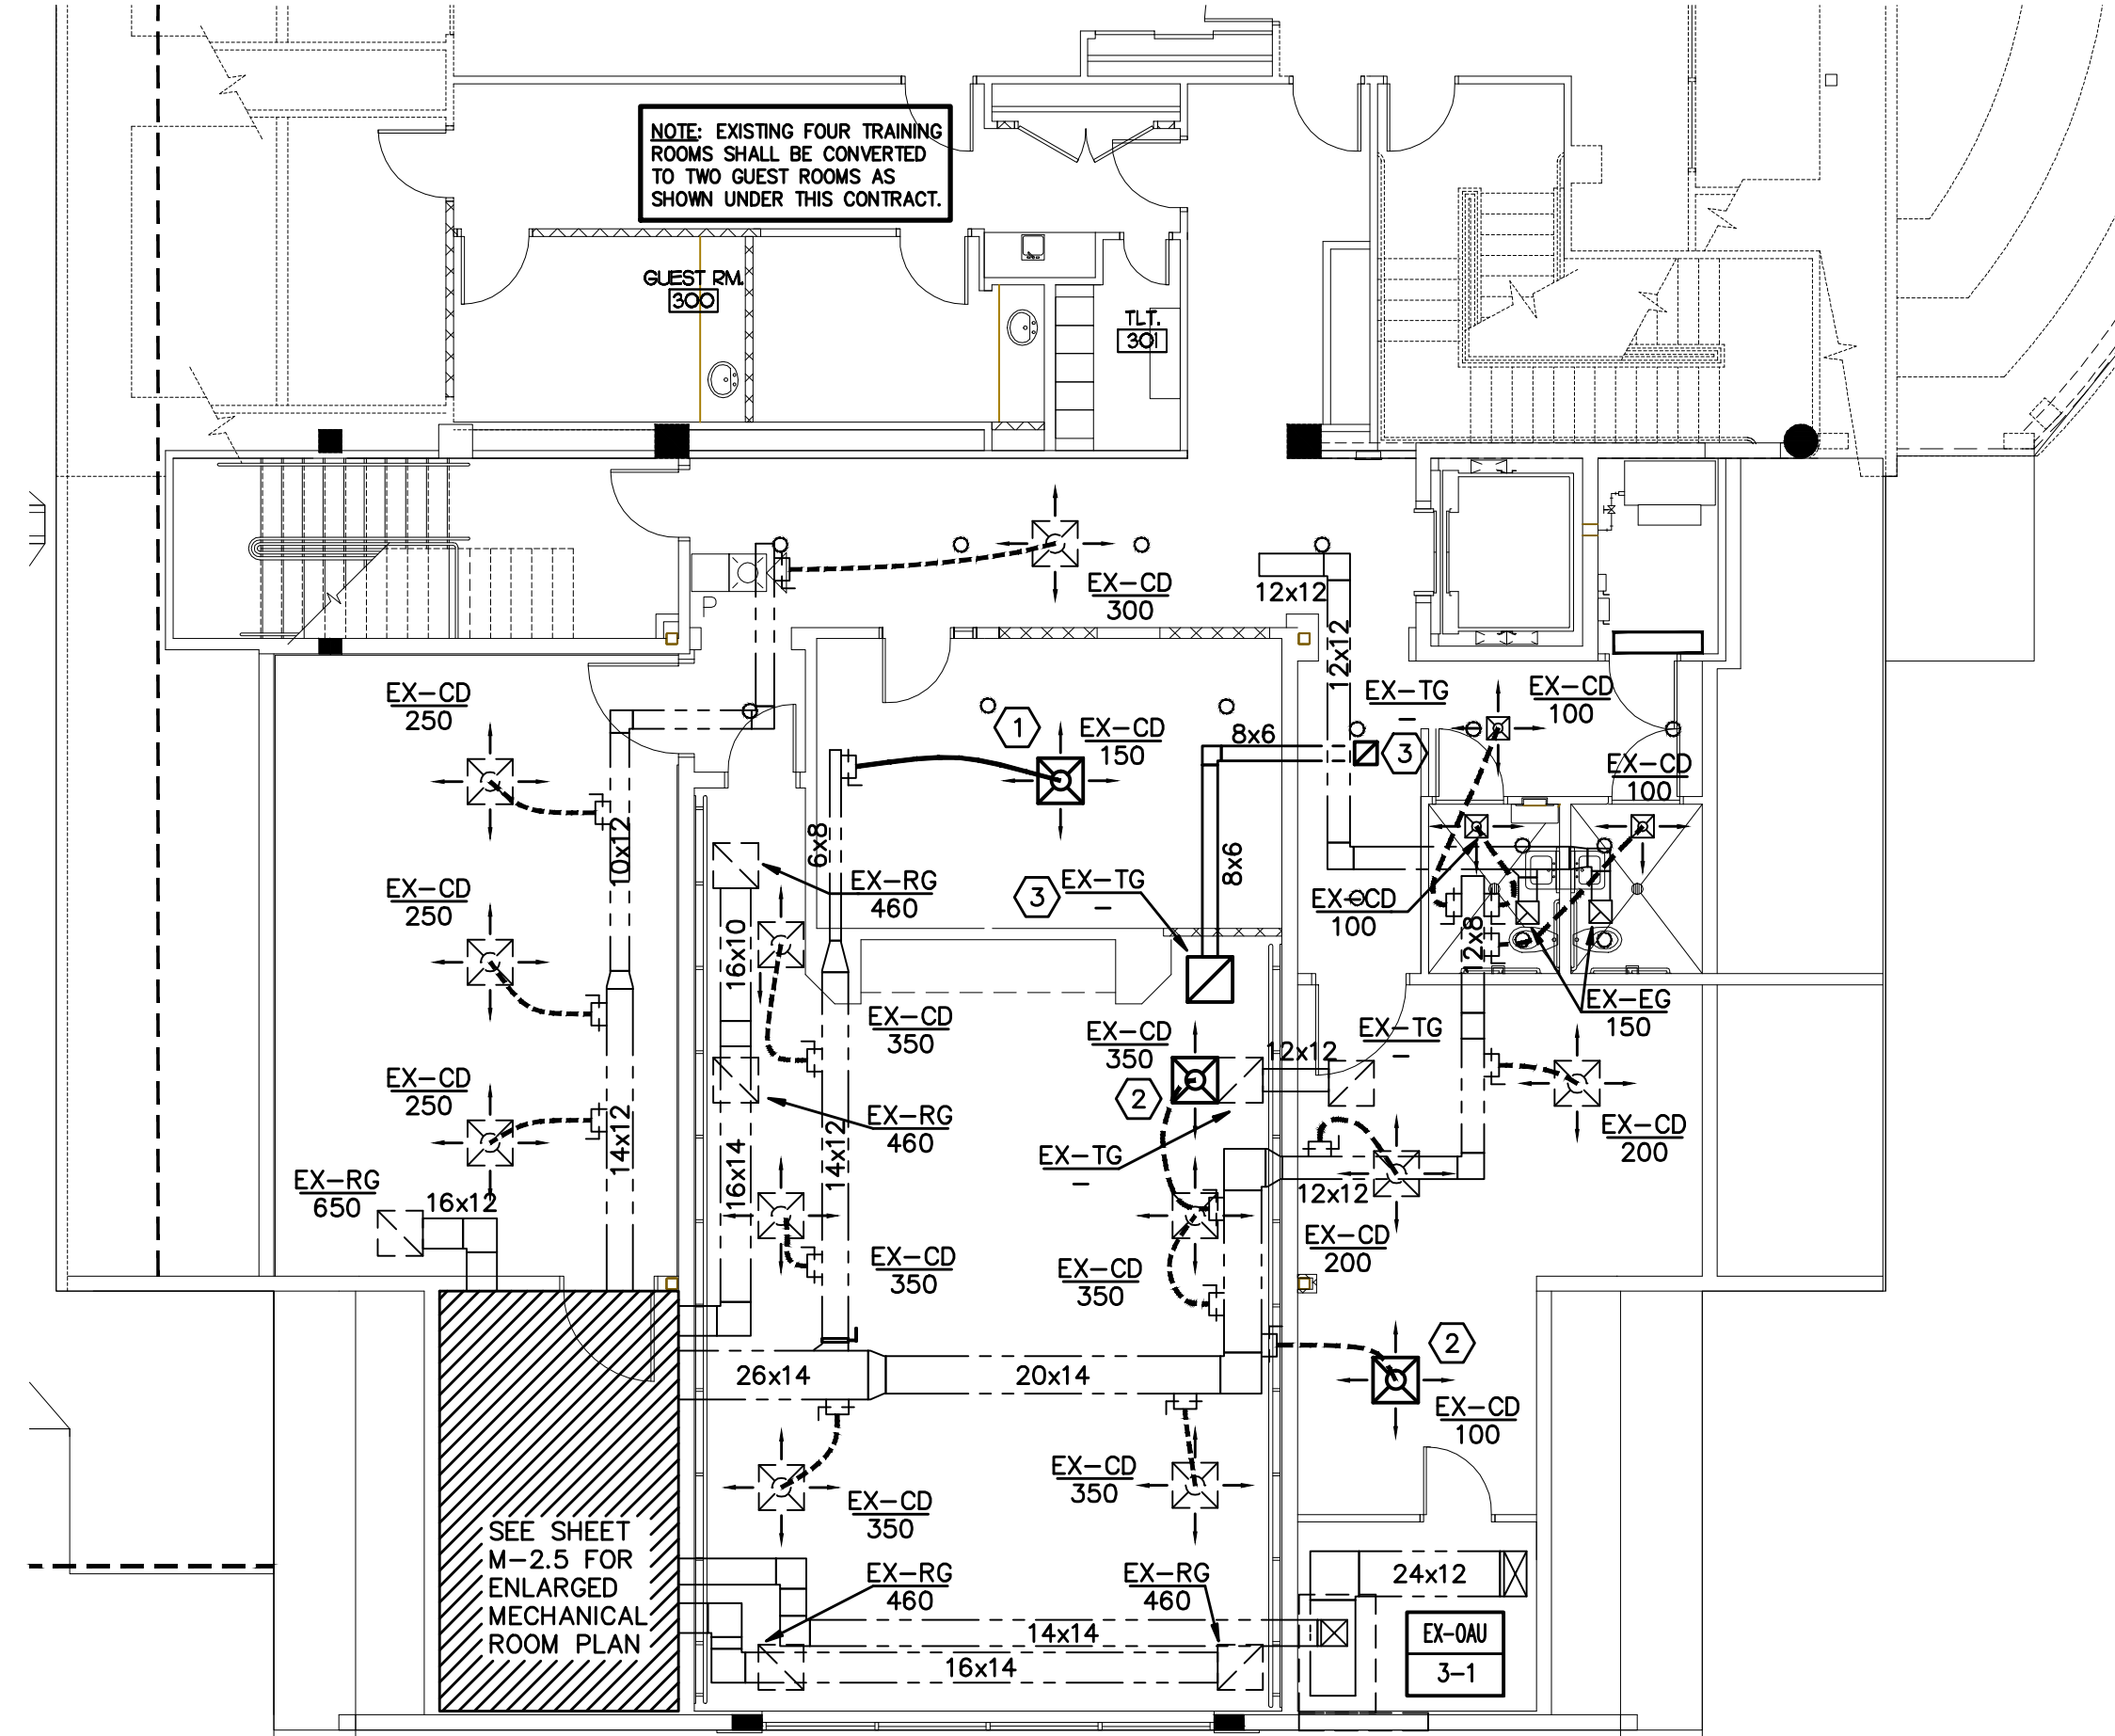 NOTE: EXISTING FOUR TRAINING
ROOMS SHALL BE CONVERTED
TO TWO GUEST ROOMS AS
SHOWN UNDER THIS CONTRACT.
GUEST RM.
300
TLT.
301
EX-CD
300
12x12
P
12x12
EX-CD
250
1
EX-CD
150
8x6
EX-TG
-
3
EX-CD
100
EX-CD
100
10x12
6x8
8x6
EX-CD
250
EX-RG
460
3
EX-TG
-
EX-CD
100
16x10
12x8
EX-CD
350
EX-CD
350
EX-TG
-
EX-EG
150
12x12
2
EX-CD
250
14x12
EX-RG
460
16x14
14x12
EX-TG
-
EX-CD
200
EX-RG
650
16x12
12x12
EX-CD
350
EX-CD
350
EX-CD
200
26x14
20x14
2
EX-CD
100
EX-CD
350
EX-CD
350
SEE SHEET
M-2.5 FOR
ENLARGED
MECHANICAL
ROOM PLAN
EX-RG
460
EX-RG
460
24x12
14x14
16x14
EX-OAU
3-1